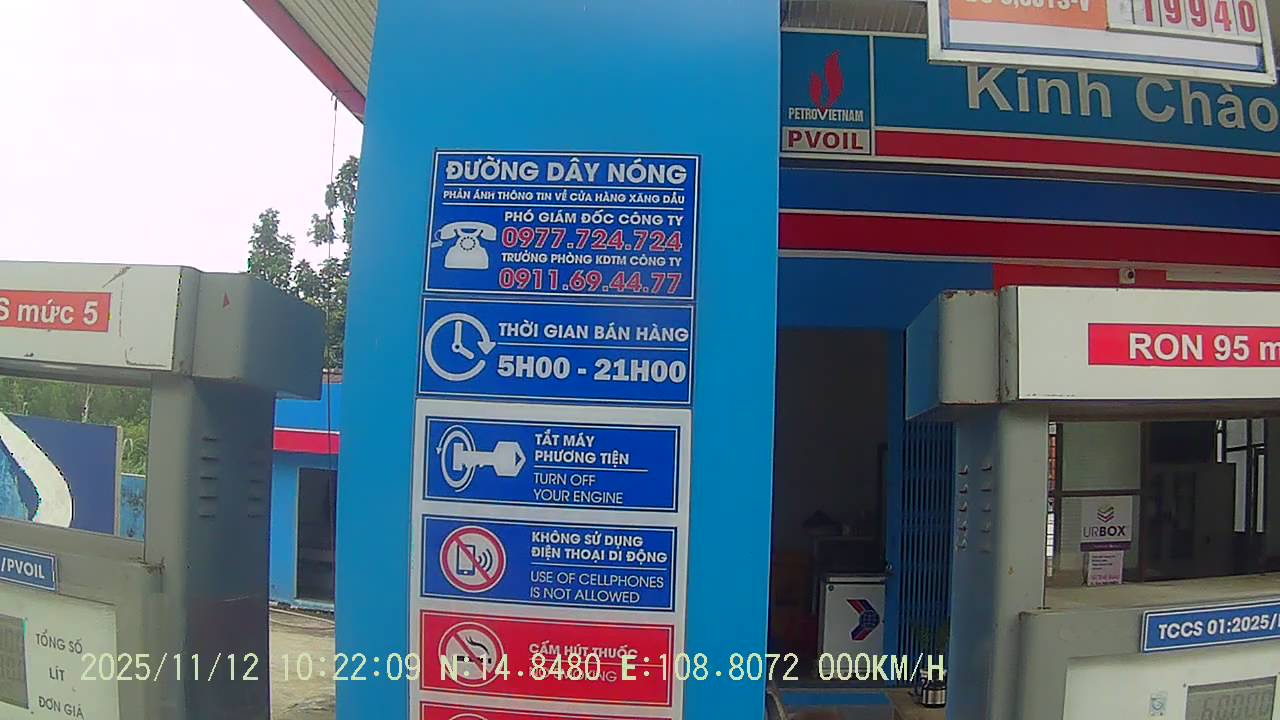 19940
PETROVIETNAM
PVOIL
Kính Chào
ĐƯỜNG DÂY NÓNG
PHẢN ÁNH THÔNG TIN VỀ CỬA HÀNG XĂNG DẦU
PHÓ GIÁM ĐỐC CÔNG TY
0977.724.724
TRƯỞNG PHÒNG KDTM CÔNG TY
0911.69.44.77
THỜI GIAN BÁN HÀNG
5H00 - 21H00
TẮT MÁY
PHƯƠNG TIỆN
TURN OFF
YOUR ENGINE
KHÔNG SỬ DỤNG
ĐIỆN THOẠI DI ĐỘNG
USE OF CELLPHONES
IS NOT ALLOWED
CẤM HÚT THUỐC
S mức 5
/PVOIL
TỔNG SỐ
LÍT
ĐƠN GIÁ
RON 95 m
URBOX
TCCS 01:2025/
2025/11/12 10:22:09 N:14.8480 E:108.8072 000KM/H